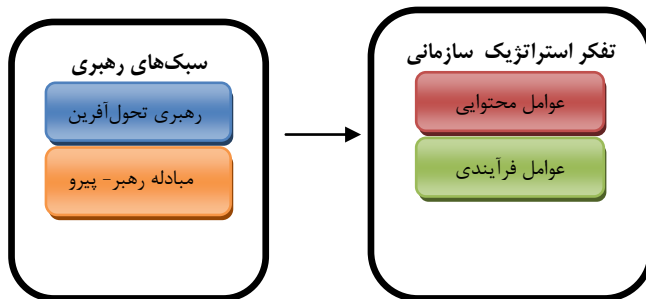 تفکر استراتژیک سازمانی
عوامل محتوایی
عوامل فرآیندی
سبک‌های رهبری
رهبری تحول‌آفرین
مبادله رهبر- پیرو